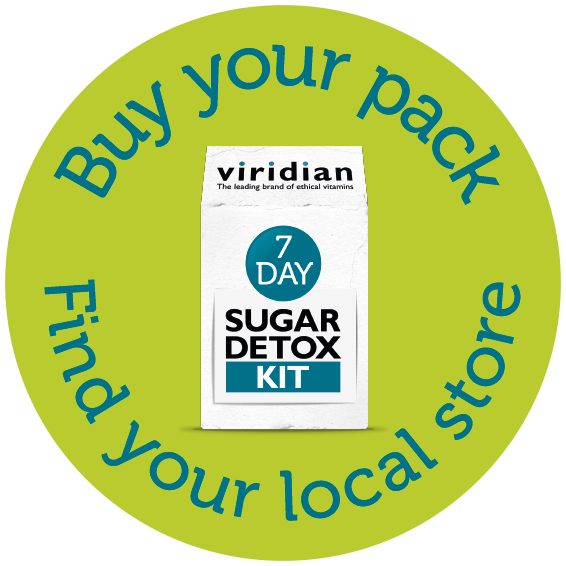 Buy your pack
viridian
The leading brand of ethical vitamins
7
DAY
SUGAR
DETOX
KIT
Find your local store